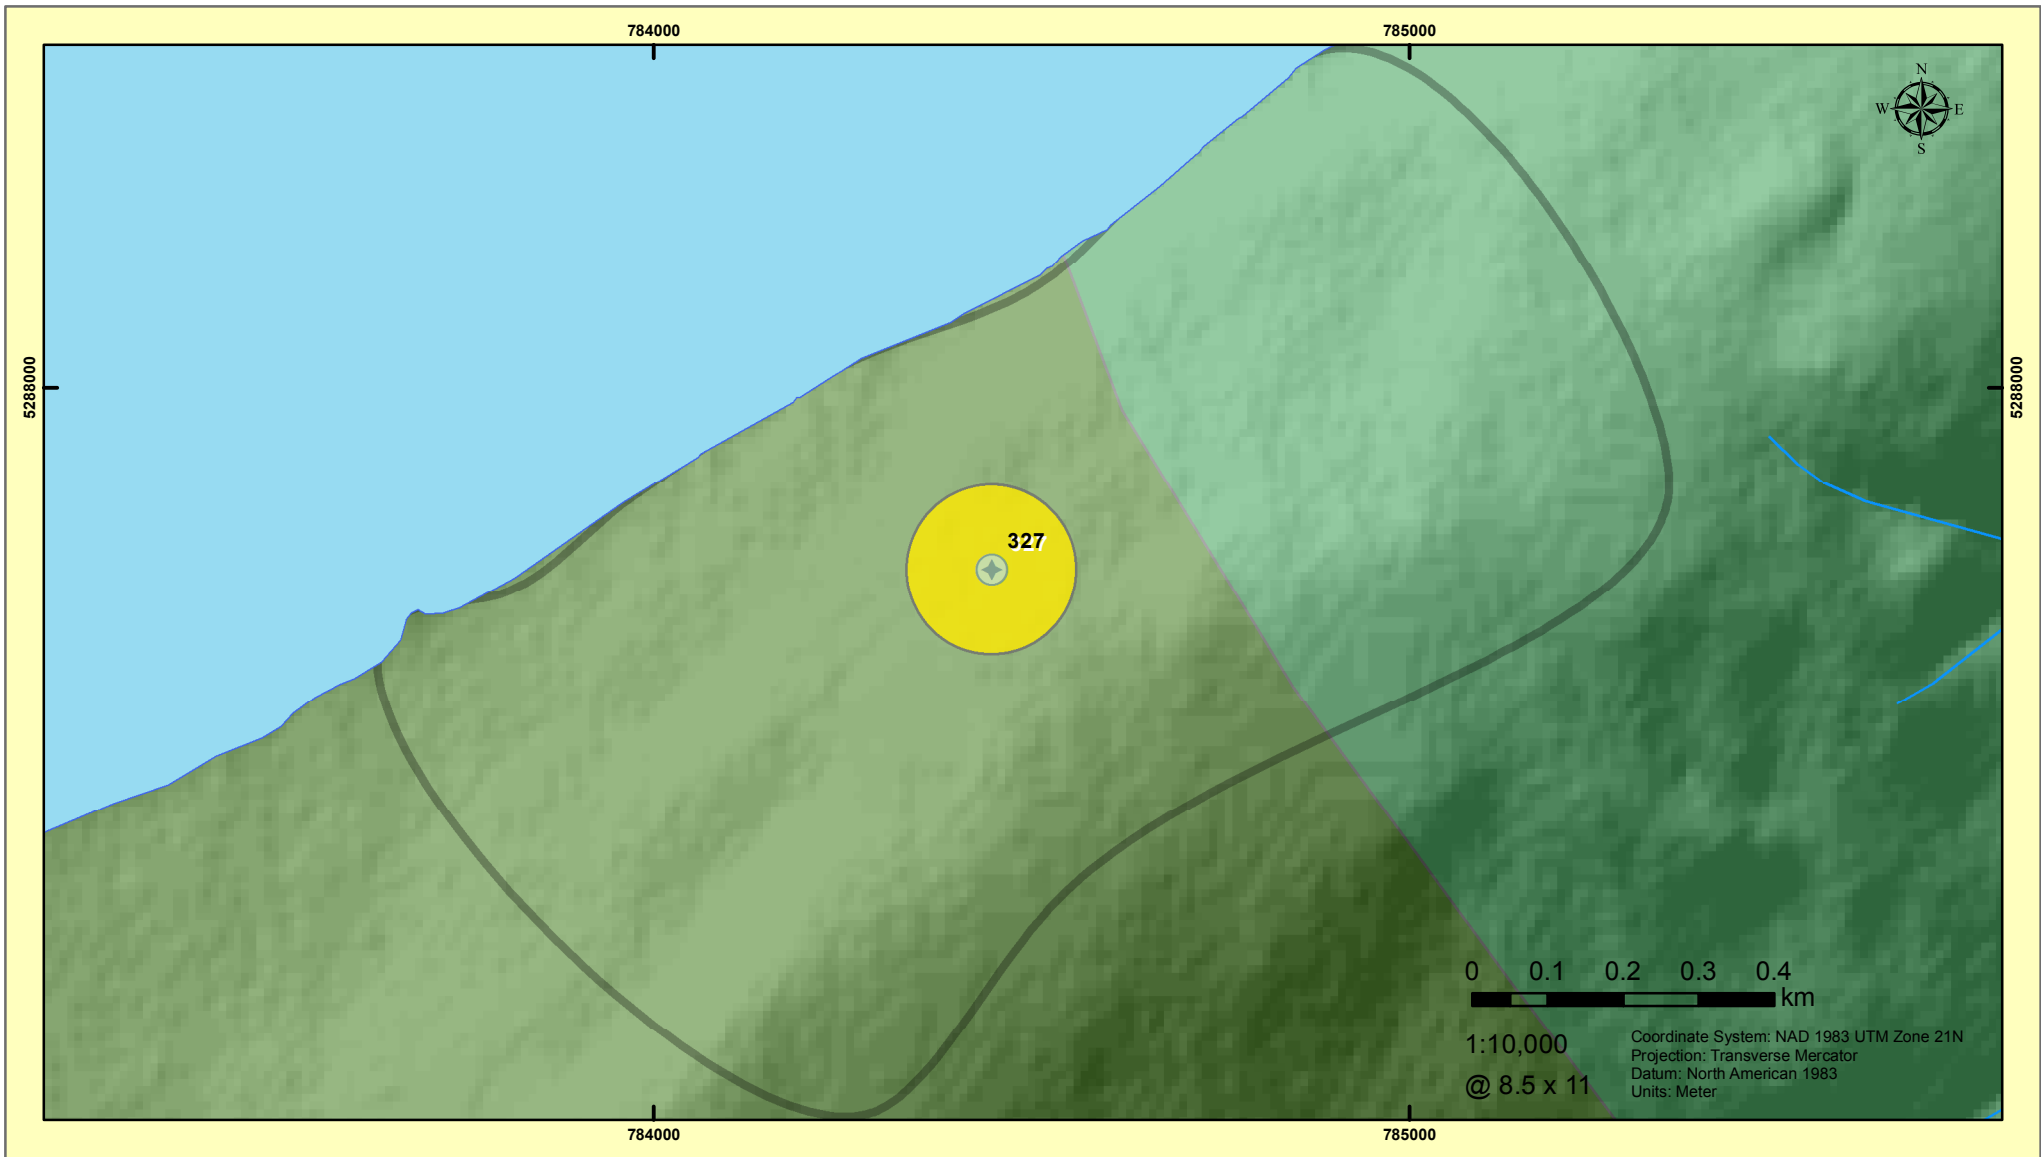 784000 785000
N
W E
S
5288000 5288000
327
0 0.1 0.2 0.3 0.4
km
1:10,000
@ 8.5 x 11
Coordinate System: NAD 1983 UTM Zone 21N
Projection: Transverse Mercator
Datum: North American 1983
Units: Meter
784000 785000